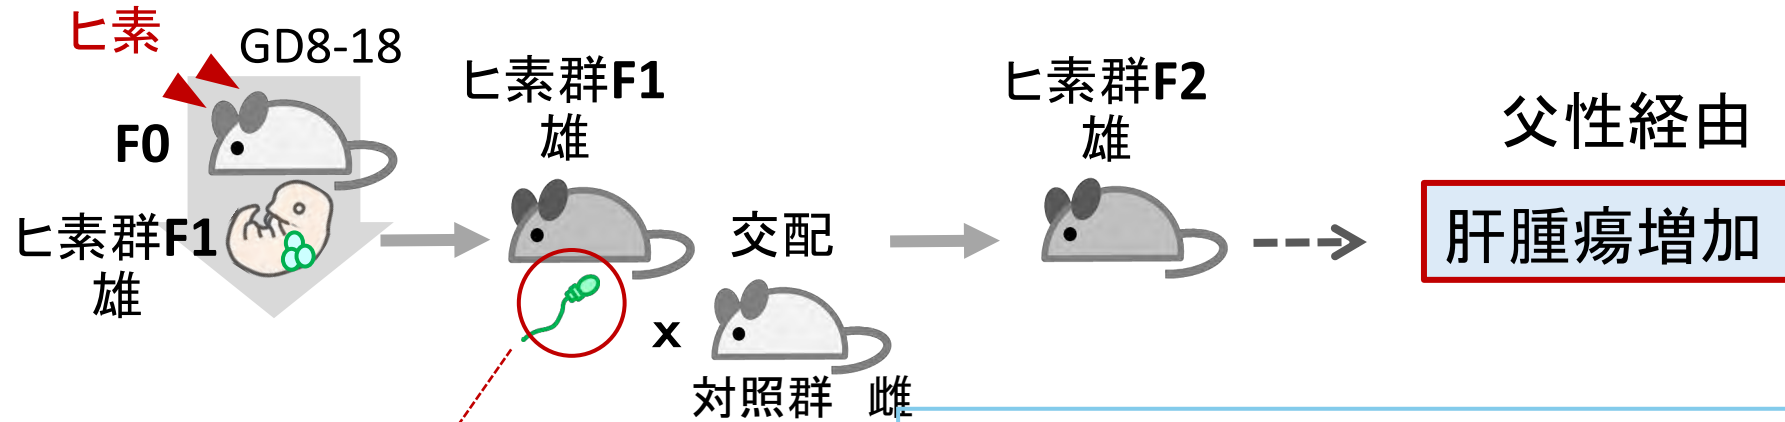 ヒ素
GD8-18
F0
ヒ素群F1
雄
ヒ素群F1
雄
交配
x
対照群 雌
ヒ素群F2
雄
父性経由
肝腫瘍増加